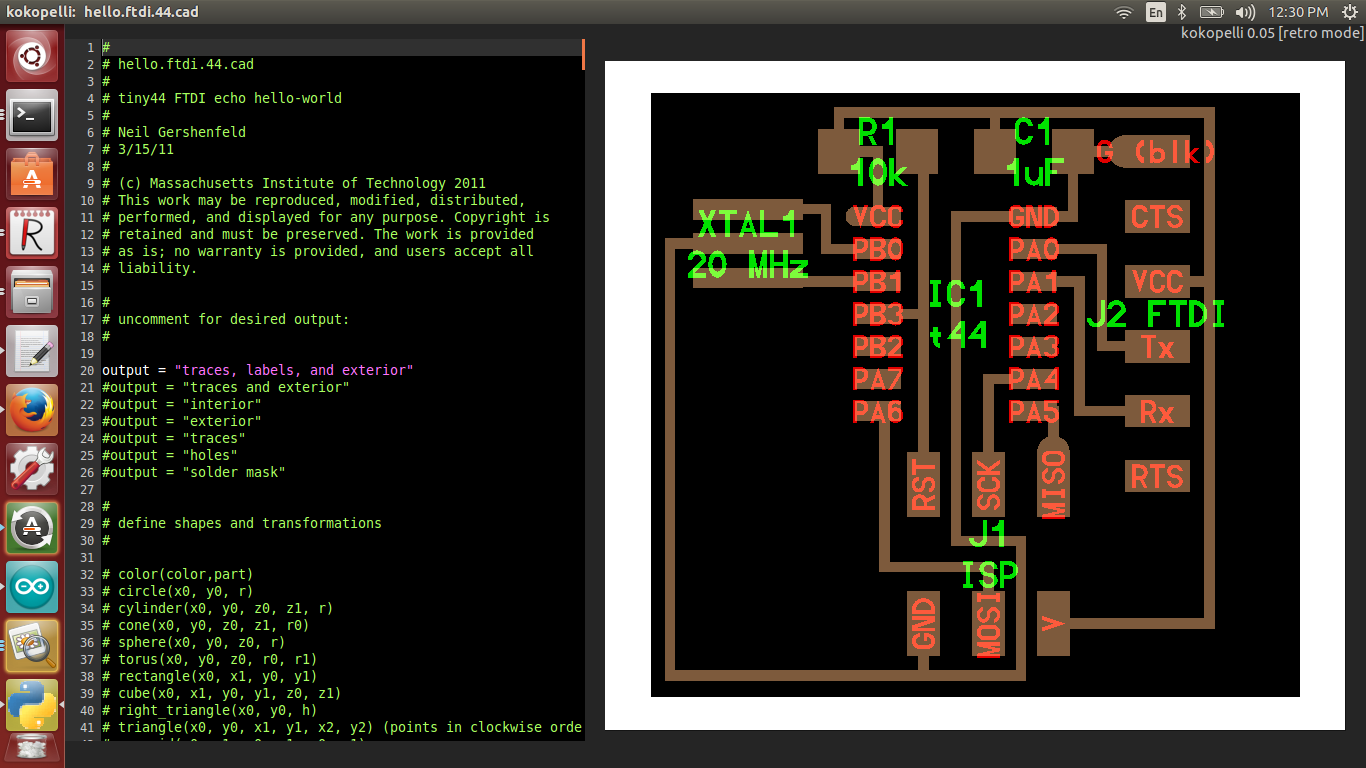 kokopelli:  hello.ftdi.44.cad
En
12:30 PM
kokopelli 0.05 [retro mode]
1 #
2 # hello.ftdi.44.cad
3 #
4 # tiny44 FTDI echo hello-world
5 #
6 # Neil Gershenfeld
7 # 3/15/11
8 #
9 # (c) Massachusetts Institute of Technology 2011
10 # This work may be reproduced, modified, distributed,
11 # performed, and displayed for any purpose. Copyright is
12 # retained and must be preserved. The work is provided
13 # as is; no warranty is provided, and users accept all
14 # liability.
15
16 #
17 # uncomment for desired output:
18 #
19
20 output = "traces, labels, and exterior"
21 #output = "traces and exterior"
22 #output = "interior"
23 #output = "exterior"
24 #output = "traces"
25 #output = "holes"
26 #output = "solder mask"
27
28 #
29 # define shapes and transformations
30 #
31
32 # color(color,part)
33 # circle(x0, y0, r)
34 # cylinder(x0, y0, z0, z1, r)
35 # cone(x0, y0, z0, z1, r0)
36 # sphere(x0, y0, z0, r)
37 # torus(x0, y0, z0, r0, r1)
38 # rectangle(x0, x1, y0, y1)
39 # cube(x0, x1, y0, y1, z0, z1)
40 # right_triangle(x0, y0, h)
41 # triangle(x0, y0, x1, y1, x2, y2) (points in clockwise orde
R1
10k
C1
1uF
G (blk)
XTAL1
20 MHz
VCC
PB0
PB1
PB3
PB2
PA7
PA6
IC1
t44
GND
PA0
PA1
PA2
PA3
PA4
PA5
CTS
VCC
J2 FTDI
Tx
Rx
RTS
RST
SCK
MISO
J1
ISP
GND
MOSI
V